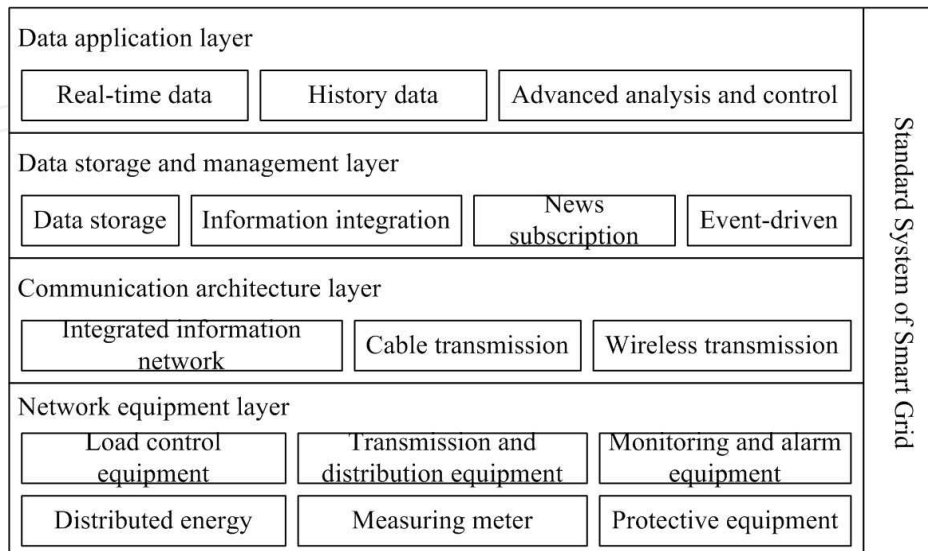 Data application layer
Real-time data
History data
Advanced analysis and control
Data storage and management layer
Data storage
Information integration
News
subscription
Event-driven
Communication architecture layer
Integrated information
network
Cable transmission
Wireless transmission
Network equipment layer
Load control
equipment
Transmission and
distribution equipment
Monitoring and alarm
equipment
Distributed energy
Measuring meter
Protective equipment
Standard System of Smart Grid